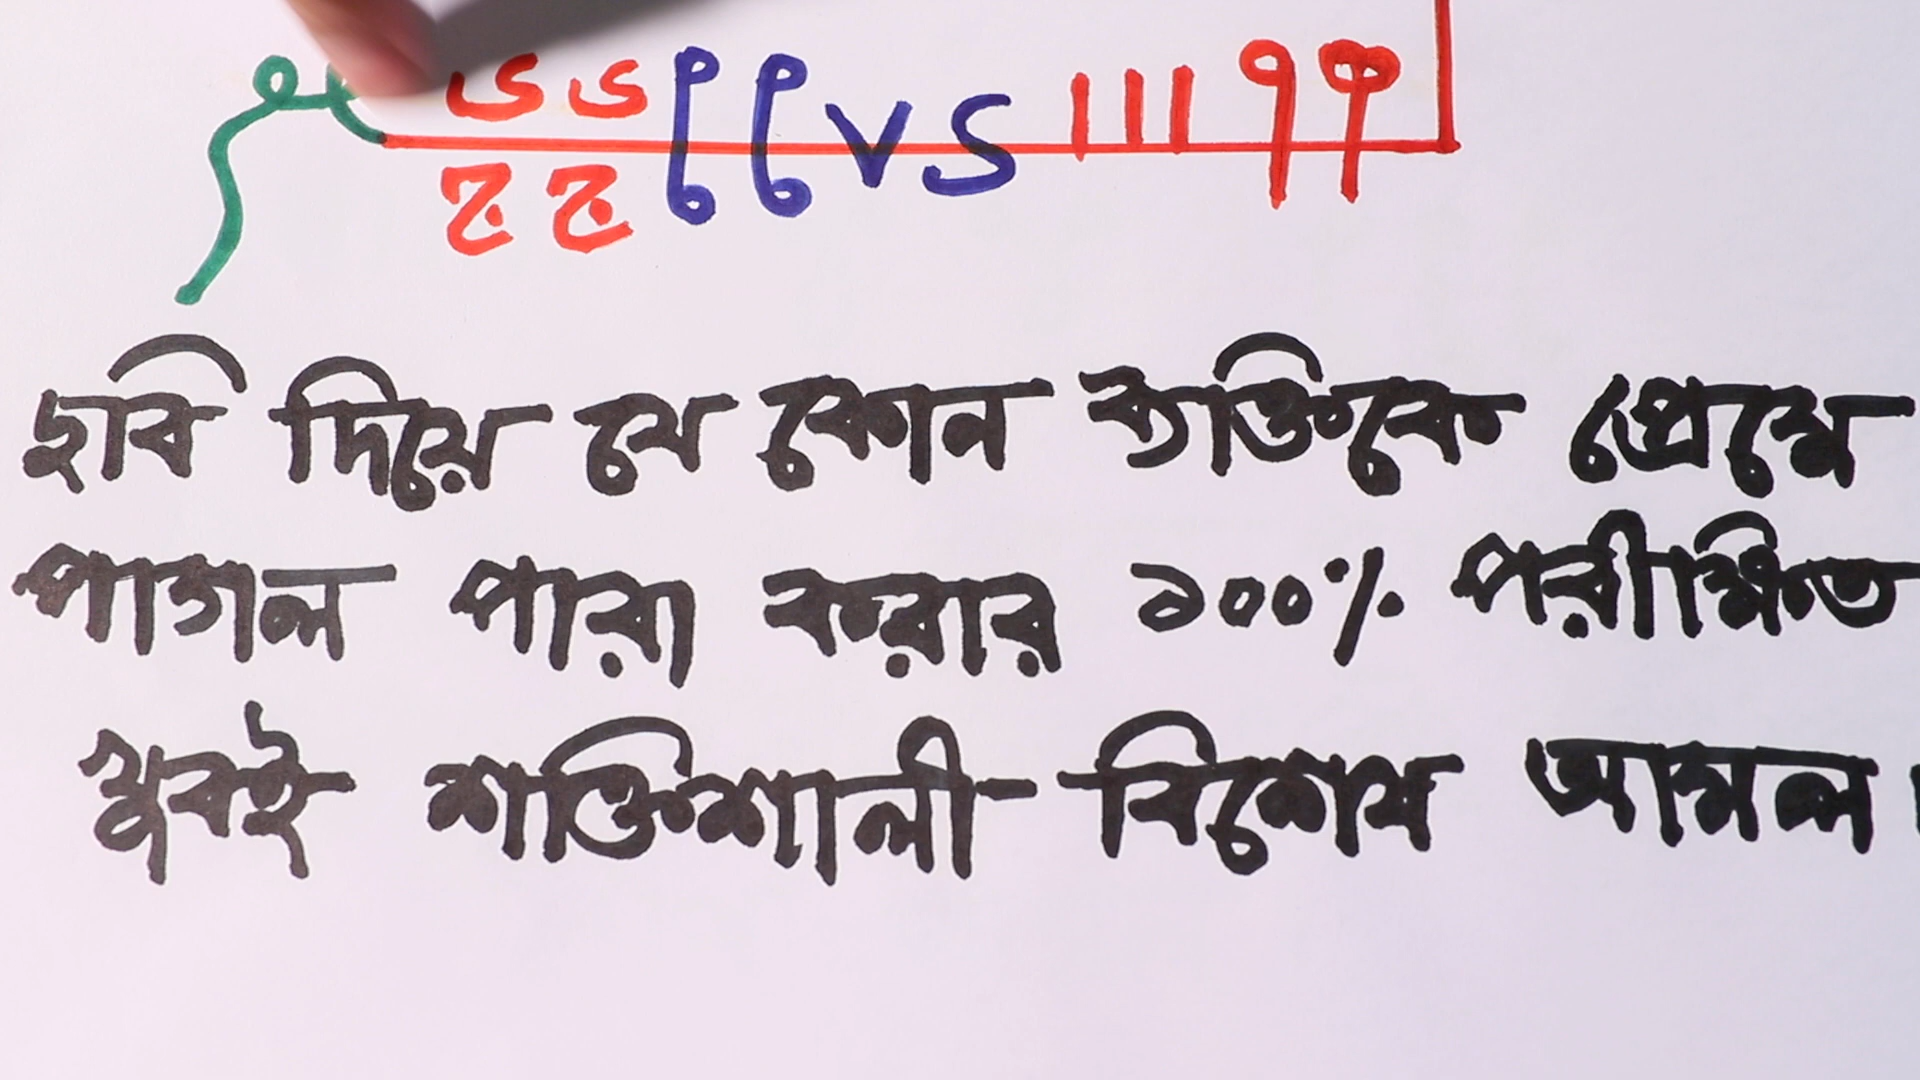 ছবি দিয়ে যে কোন ব্যক্তিকে প্রেমে
পাগল পারা করার ১০০% পরীক্ষিত
খুবই শক্তিশালী বিশেষ আমল